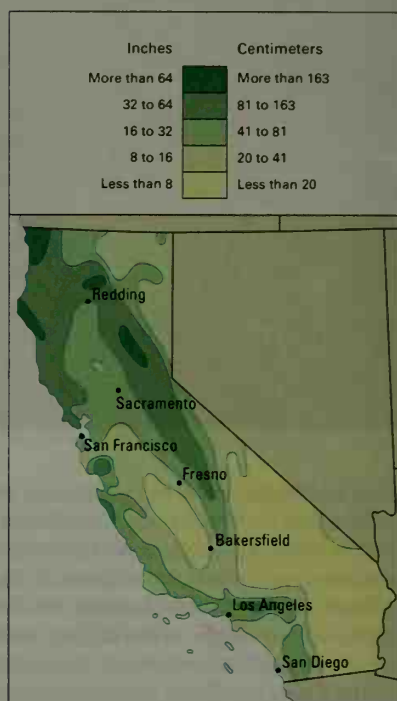 Inches Centimeters
More than 64 More than 163
32 to 64 81 to 163
16 to 32 41 to 81
8 to 16 20 to 41
Less than 8 Less than 20
Redding
Sacramento
San Francisco
Fresno
Bakersfield
Los Angeles
San Diego